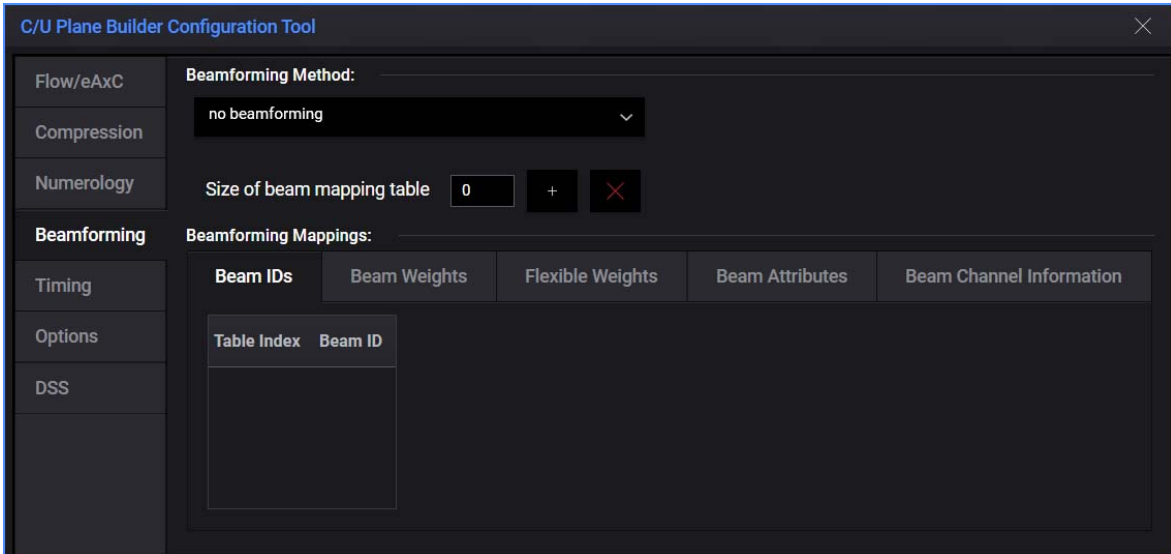 C/U Plane Builder Configuration Tool
Flow/eAxC
Compression
Numerology
Beamforming
Timing
Options
DSS
Beamforming Method:
no beamforming
Size of beam mapping table 0 +
Beamforming Mappings:
Beam IDs Beam Weights Flexible Weights Beam Attributes Beam Channel Information
Table Index Beam ID